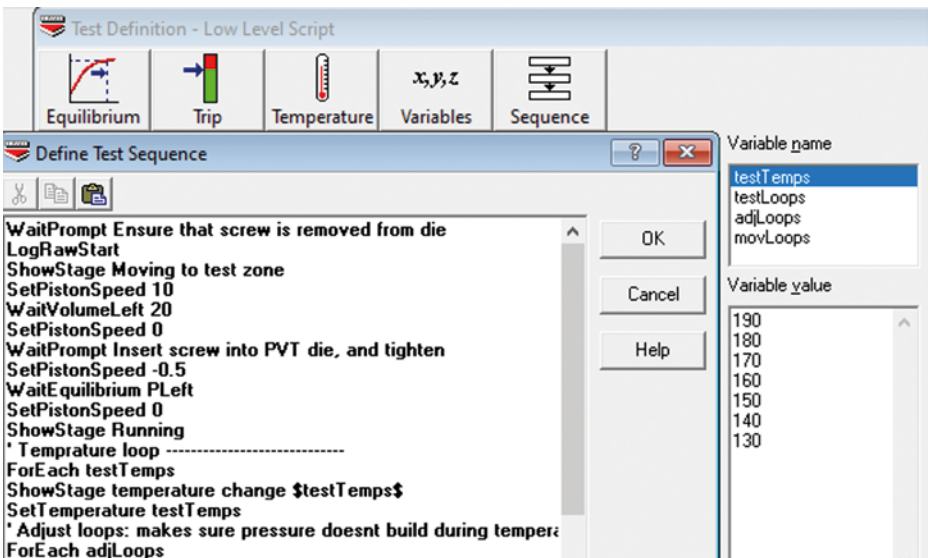 Test Definition - Low Level Script
Equilibrium
Trip
Temperature
x,y,z
Variables
Sequence
Define Test Sequence
?
WaitPrompt Ensure that screw is removed from die
LogRawStart
ShowStage Moving to test zone
SetPistonSpeed 10
WaitVolumeLeft 20
SetPistonSpeed 0
WaitPrompt Insert screw into PVT die, and tighten
SetPistonSpeed -0.5
WaitEquilibrium PLeft
SetPistonSpeed 0
ShowStage Running
' Temprature loop -----------------------------
ForEach testTemps
ShowStage temperature change $testTemps$
SetTemperature testTemps
' Adjust loops: makes sure pressure doesnt build during tempera
ForEach adjLoops
OK
Cancel
Help
Variable name
testTemps
testLoops
adjLoops
movLoops
Variable value
190
180
170
160
150
140
130